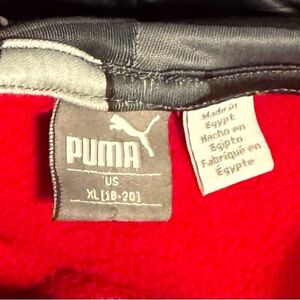 PUMA
US
XL[18-20]
Made in
Egypt
Hecho en
Egipto
Fabriqué en
Égypte